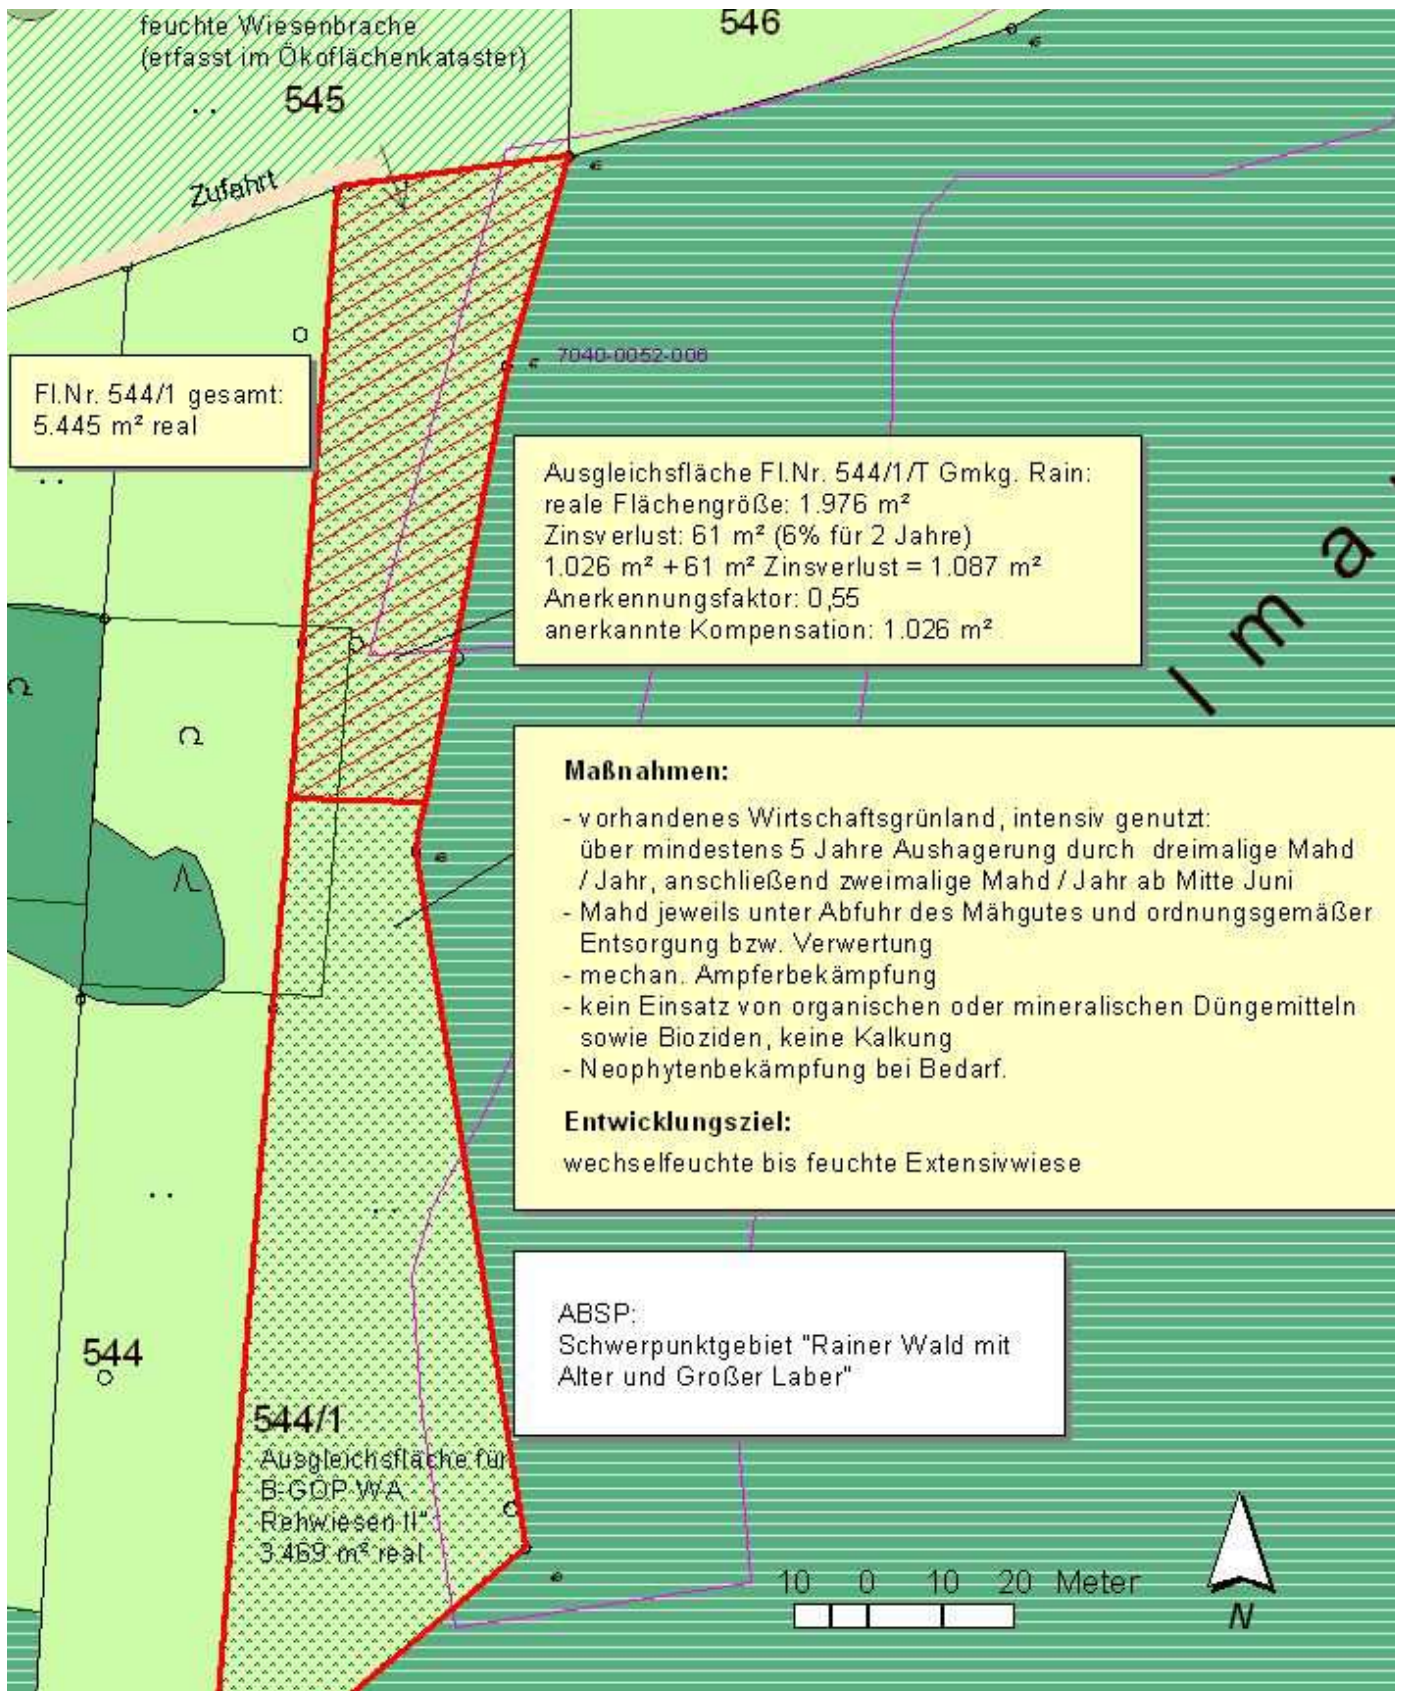 feuchte Wiesenbrache
(erfasst im Ökoflächenkataster)
545
546
Zufahrt
Fl.Nr. 544/1 gesamt:
5.445 m² real
7040-0052-006
Ausgleichsfläche Fl.Nr. 544/1/T Gmkg. Rain:
reale Flächengröße: 1.976 m²
Zinsverlust: 61 m² (6% für 2 Jahre)
1.026 m² + 61 m² Zinsverlust = 1.087 m²
Anerkennungsfaktor: 0,55
anerkannte Kompensation: 1.026 m²
l m a
Maßnahmen:
- vorhandenes Wirtschaftsgrünland, intensiv genutzt:
über mindestens 5 Jahre Aushagerung durch dreimalige Mahd
/ Jahr, anschließend zweimalige Mahd / Jahr ab Mitte Juni
- Mahd jeweils unter Abfuhr des Mähgutes und ordnungsgemäßer
Entsorgung bzw. Verwertung
- mechan. Ampferbekämpfung
- kein Einsatz von organischen oder mineralischen Düngemitteln
sowie Bioziden, keine Kalkung
- Neophytenbekämpfung bei Bedarf.
Entwicklungsziel:
wechselfeuchte bis feuchte Extensivwiese
ABSP:
Schwerpunktgebiet "Rainer Wald mit
Alter und Großer Laber"
544
544/1
Ausgleichsfläche für
B-GOP WA
Rehwiesen II"
3.469 m² real
10 0 10 20 Meter
N